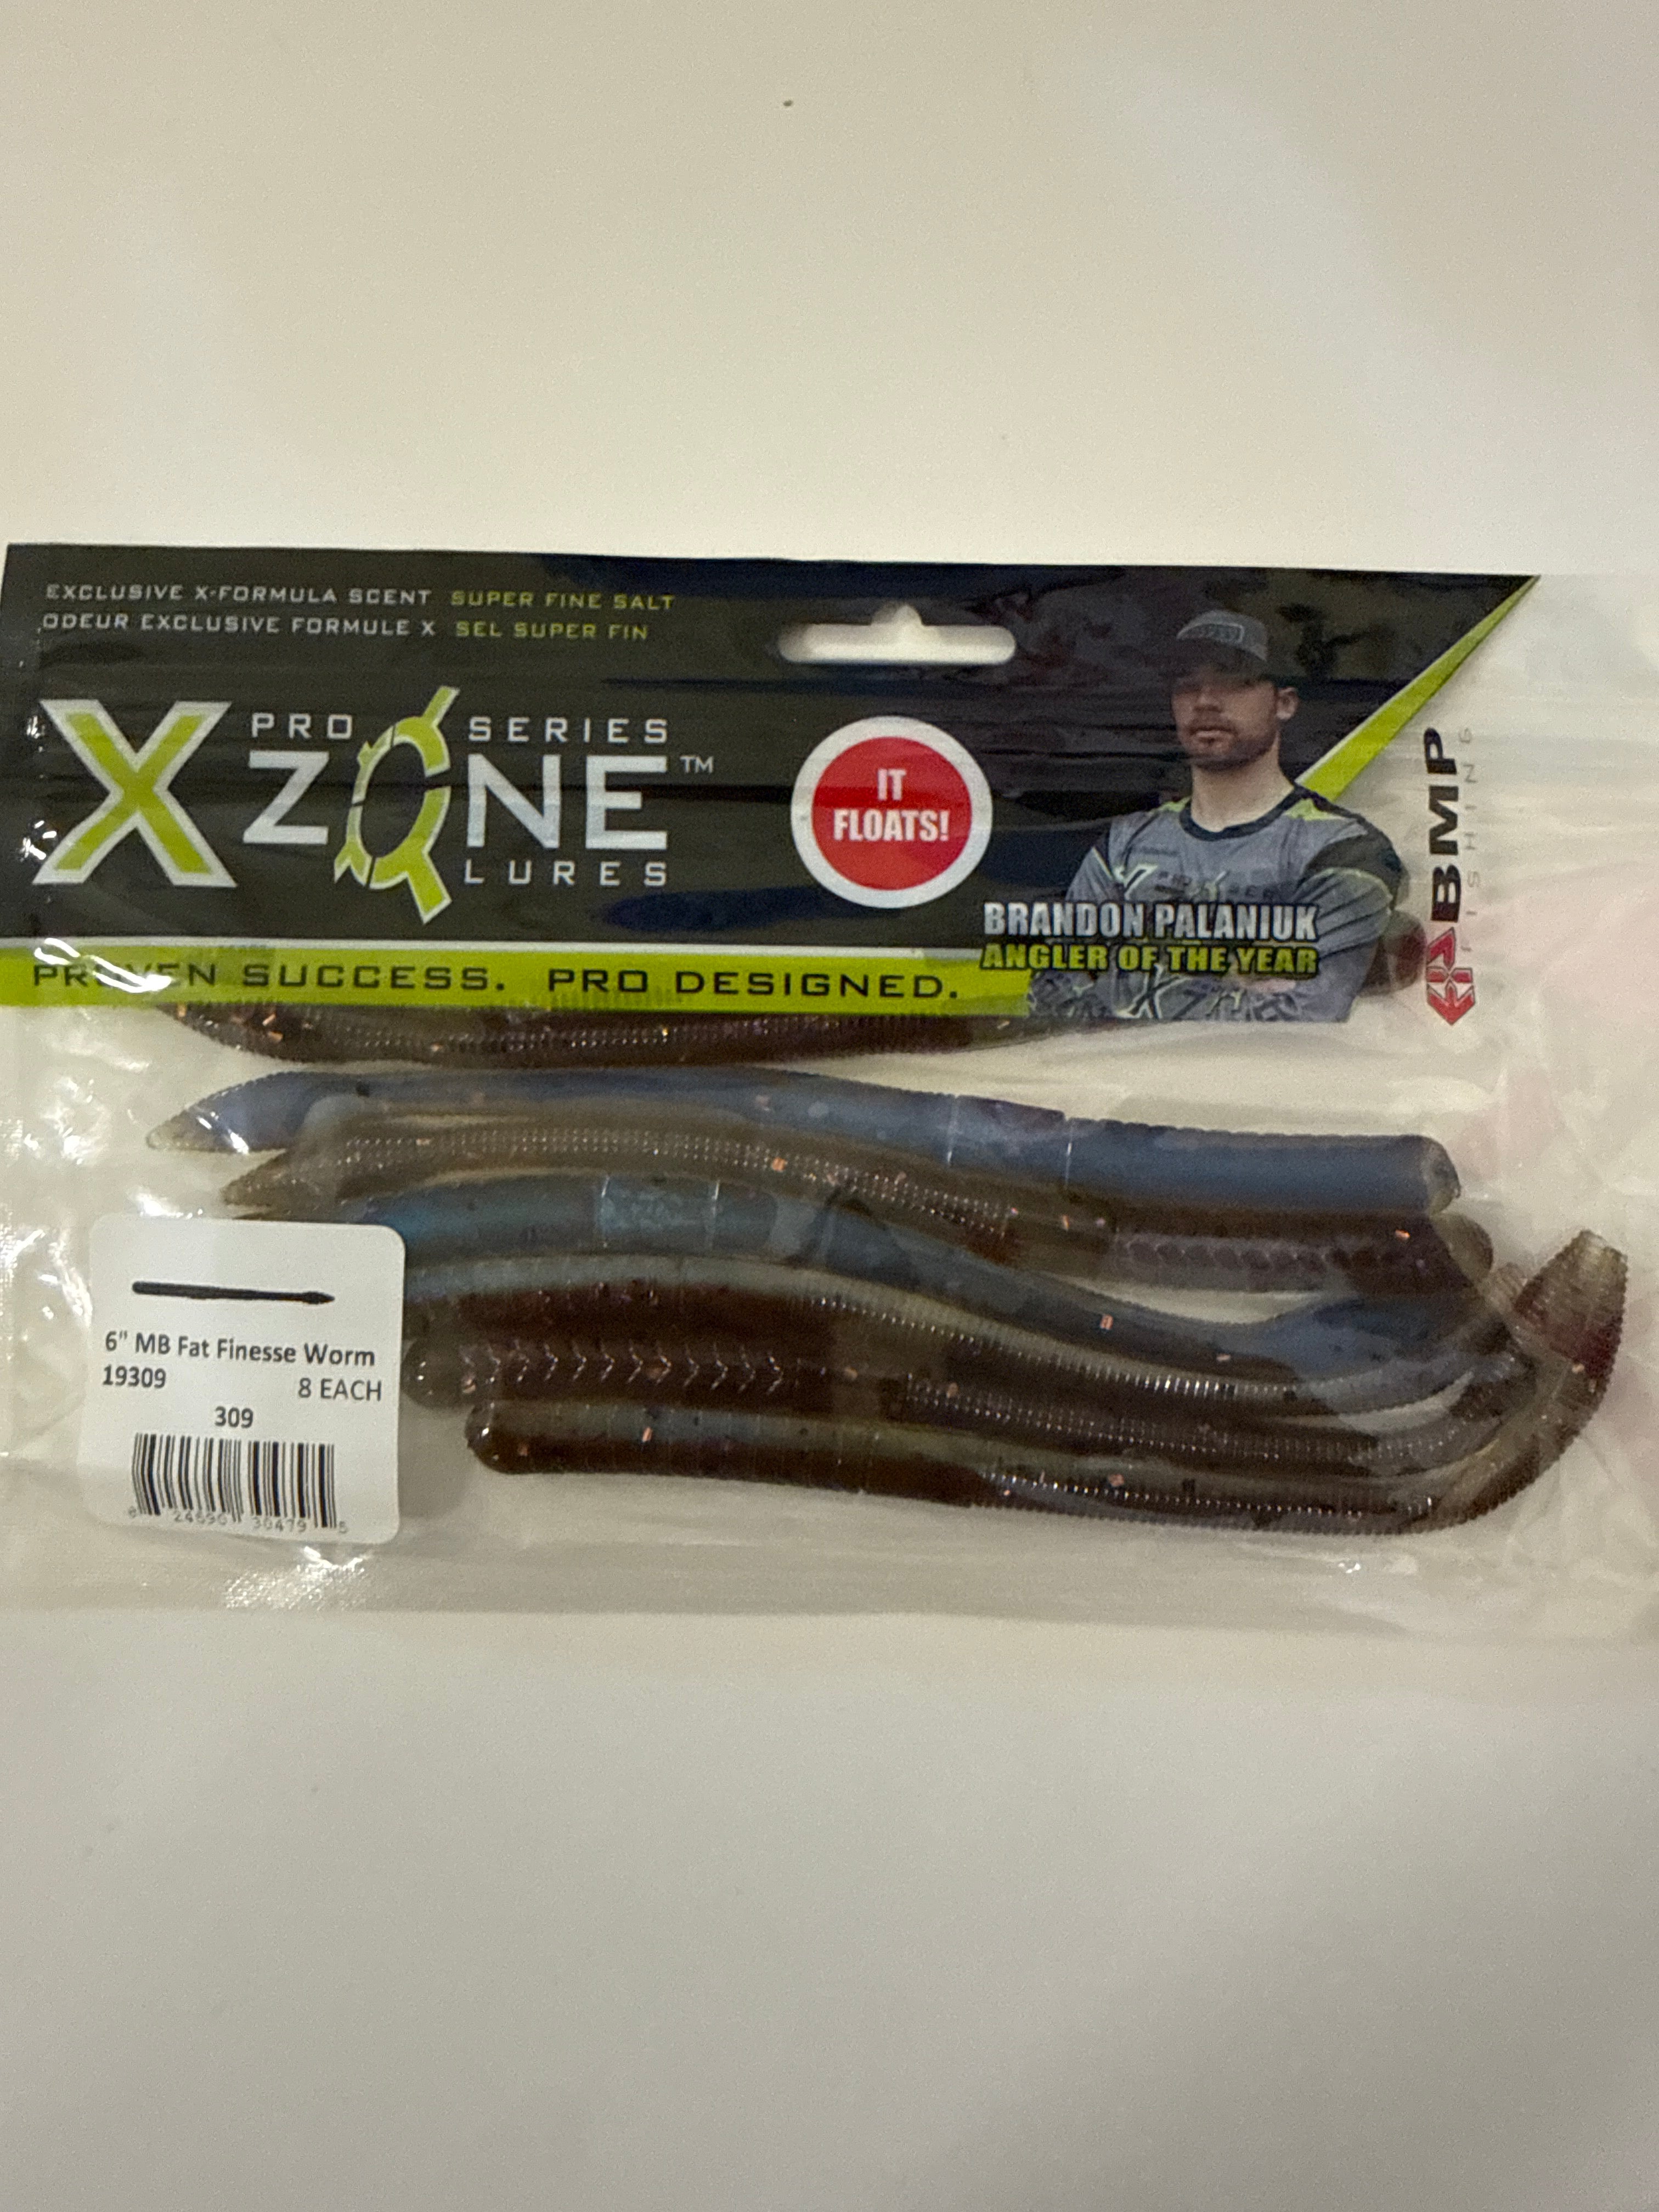 EXCLUSIVE X-FORMULA SCENT SUPER FINE SALT
ODEUR EXCLUSIVE FORMULE X SEL SUPER FIN
PRO SERIES
X ZONE™
LURES
IT
FLOATS!
BRANDON PALANIUK
ANGLER OF THE YEAR
PROVEN SUCCESS. PRO DESIGNED.
BMP
FISHING
6" MB Fat Finesse Worm
19309 8 EACH
309